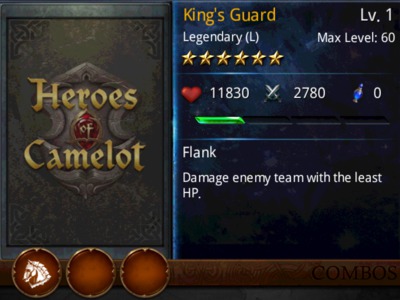 King's Guard
Lv. 1
Legendary (L)
Max Level: 60
11830
2780
0
Heroes
of
Camelot
Flank
Damage enemy team with the least
HP.
COMBOS